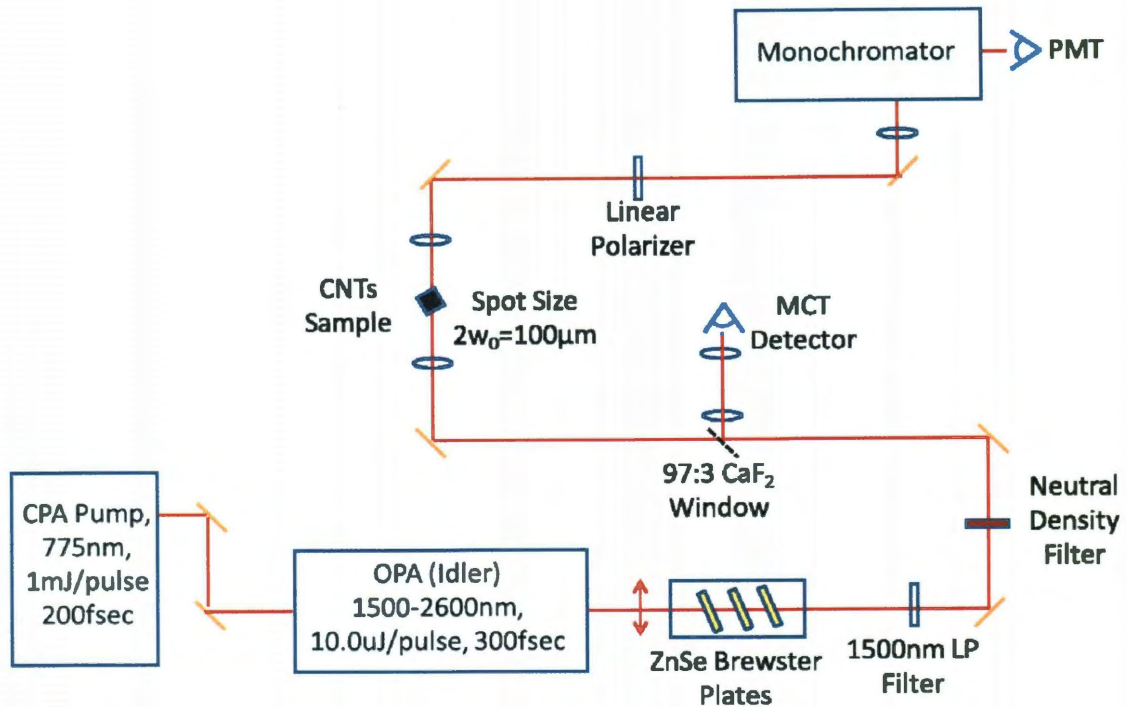 Monochromator
PMT
Linear
Polarizer
CNTs
Sample
Spot Size
2w₀=100μm
MCT
Detector
97:3 CaF₂
Window
Neutral
Density
Filter
CPA Pump,
775nm,
1mJ/pulse
200fsec
OPA (Idler)
1500-2600nm,
10.0uJ/pulse, 300fsec
ZnSe Brewster
Plates
1500nm LP
Filter